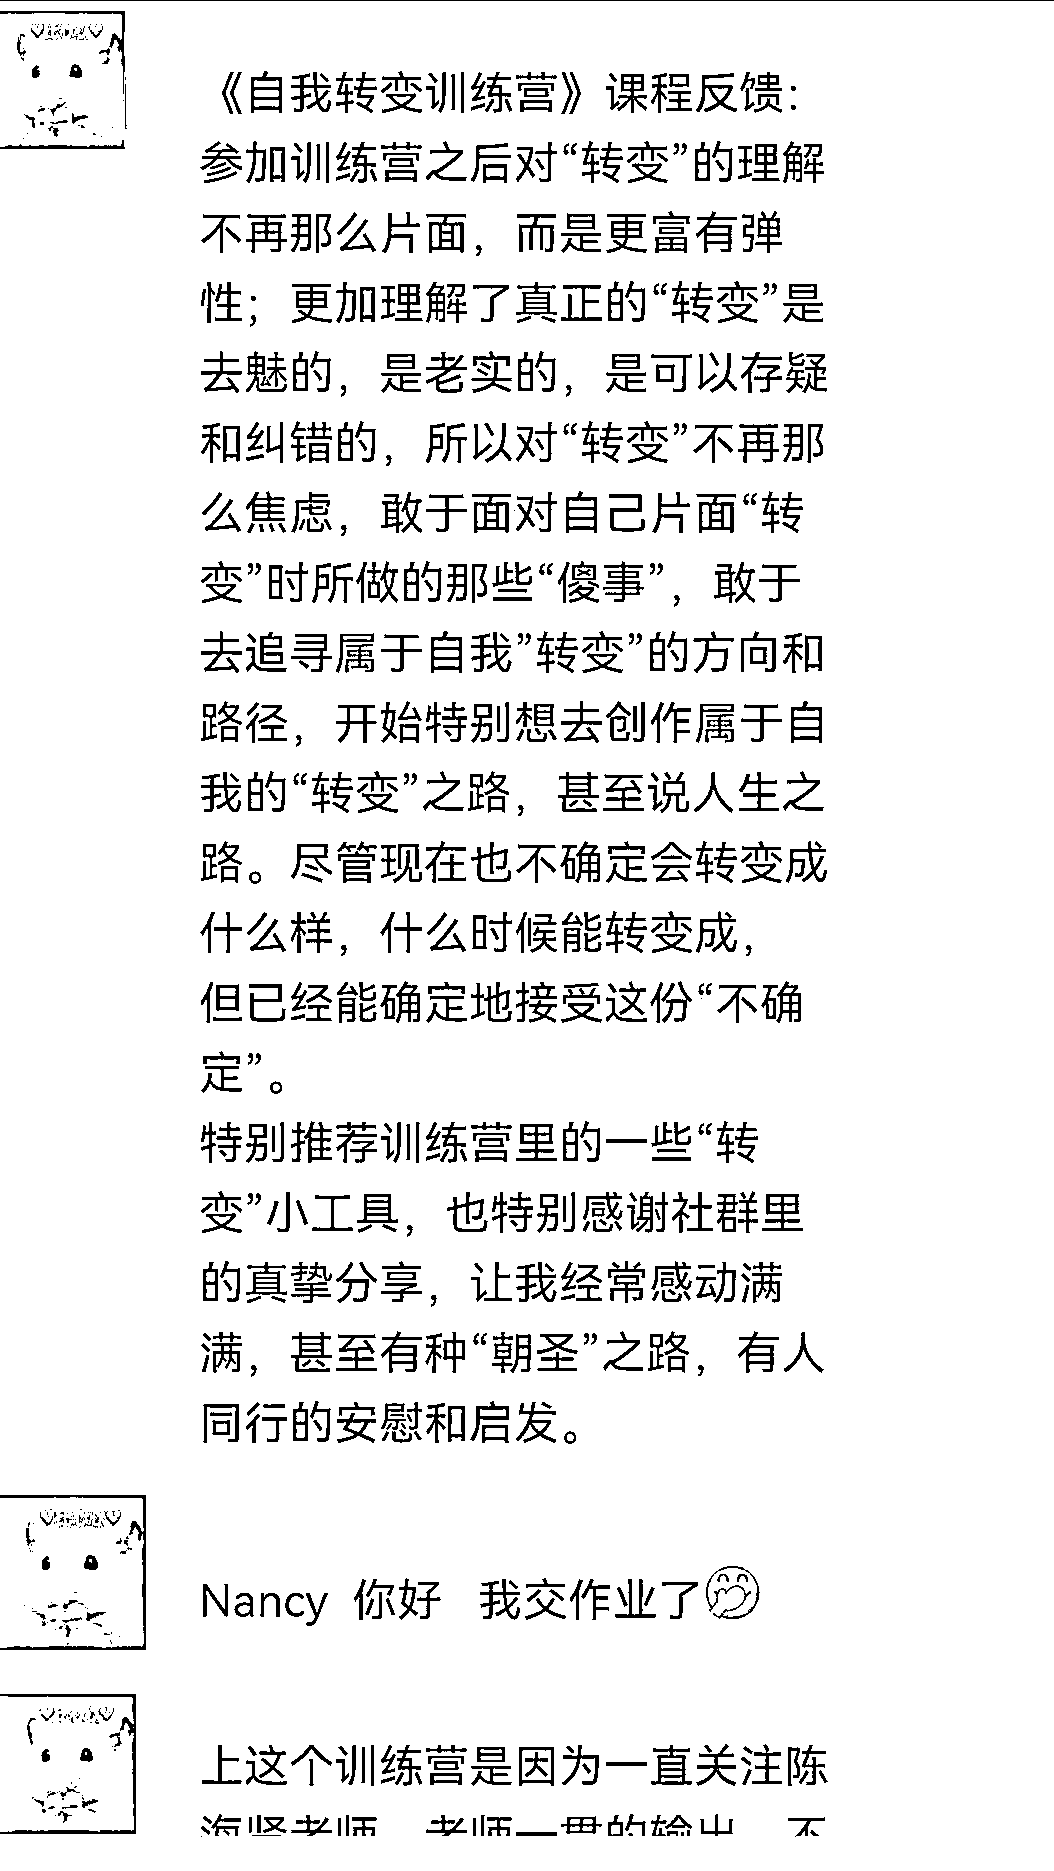 《自我转变训练营》课程反馈：
参加训练营之后对“转变”的理解
不再那么片面，而是更富有弹
性；更加理解了真正的“转变”是
去魅的，是老实的，是可以存疑
和纠错的，所以对“转变”不再那
么焦虑，敢于面对自己片面“转
变”时所做的那些“傻事”，敢于
去追寻属于自我”转变”的方向和
路径，开始特别想去创作属于自
我的“转变”之路，甚至说人生之
路。尽管现在也不确定会转变成
什么样，什么时候能转变成，
但已经能确定地接受这份“不确
定”。
特别推荐训练营里的一些“转
变”小工具，也特别感谢社群里
的真挚分享，让我经常感动满
满，甚至有种“朝圣”之路，有人
同行的安慰和启发。
Nancy 你好 我交作业了🤭
上这个训练营是因为一直关注陈
海贤老师，老师一贯的输出，不